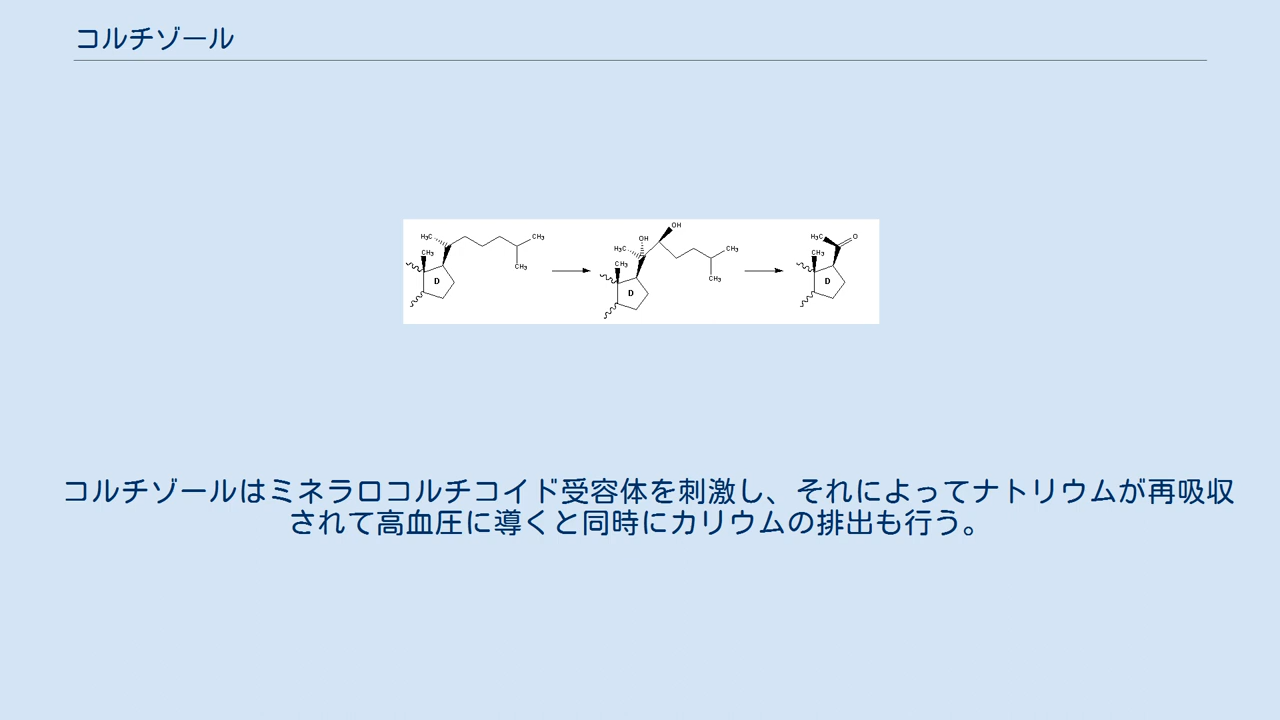 コルチゾール
H₃C CH₃ CH₃ CH₃ D
OH OH H₃C CH₃ CH₃ CH₃ D
H₃C O CH₃ D
コルチゾールはミネラロコルチコイド受容体を刺激し、それによってナトリウムが再吸収
されて高血圧に導くと同時にカリウムの排出も行う。